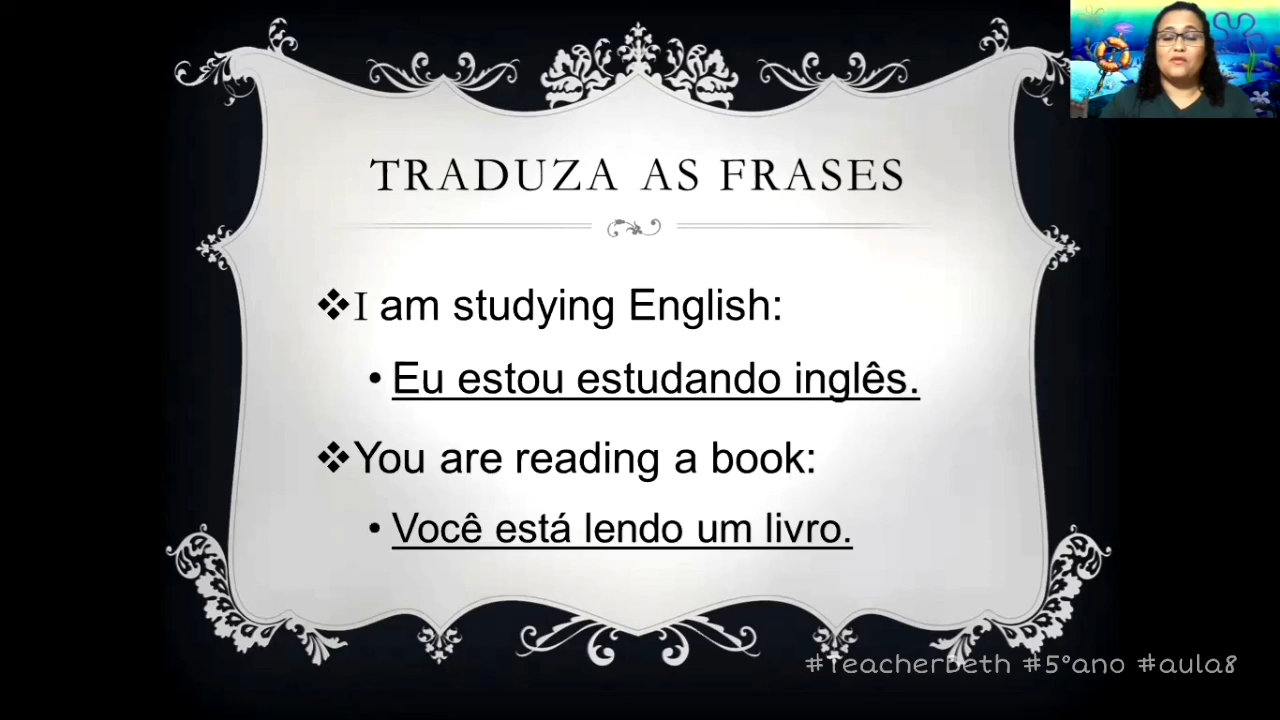 TRADUZA AS FRASES
❖I am studying English:
• Eu estou estudando inglês.
❖You are reading a book:
• Você está lendo um livro.
#TeacherBeth #5°ano #aula8